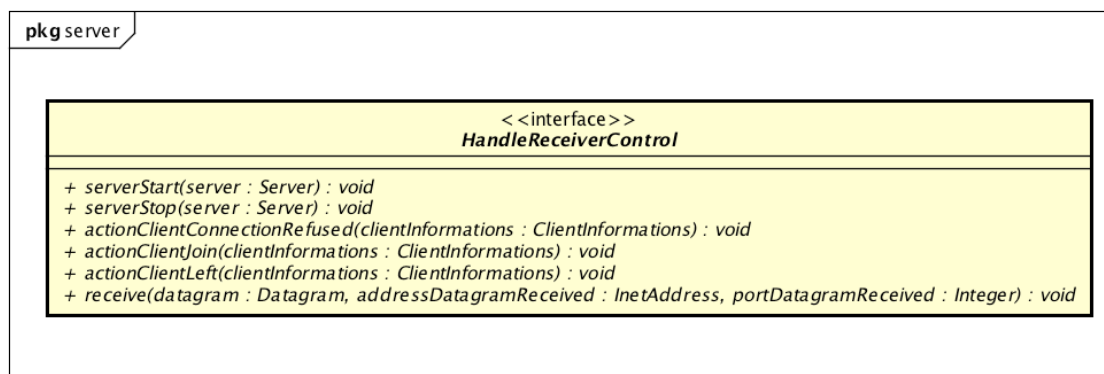 pkg server
<<interface>>
HandleReceiverControl
+ serverStart(server : Server) : void
+ serverStop(server : Server) : void
+ actionClientConnectionRefused(clientInformations : ClientInformations) : void
+ actionClientJoin(clientInformations : ClientInformations) : void
+ actionClientLeft(clientInformations : ClientInformations) : void
+ receive(datagram : Datagram, addressDatagramReceived : InetAddress, portDatagramReceived : Integer) : void